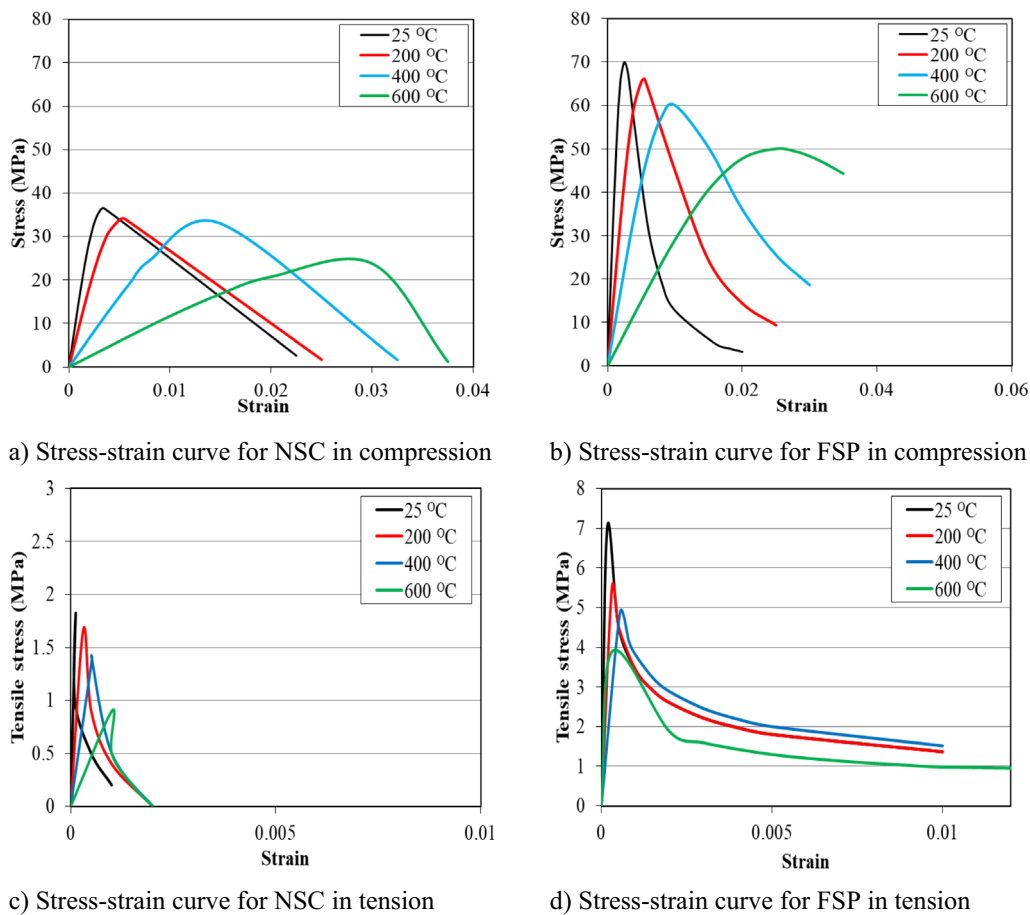 80
70
60
50
40
30
20
10
0
Stress (MPa)
25 ᴼC
200 ᴼC
400 ᴼC
600 ᴼC
0 0.01 0.02 0.03 0.04
Strain
a) Stress-strain curve for NSC in compression
80
70
60
50
40
30
20
10
0
Stress (MPa)
25 ᴼC
200 ᴼC
400 ᴼC
600 ᴼC
0 0.02 0.04 0.06
Strain
b) Stress-strain curve for FSP in compression
3
2.5
2
1.5
1
0.5
0
Tensile stress (MPa)
25 ᴼC
200 ᴼC
400 ᴼC
600 ᴼC
0 0.005 0.01
Strain
c) Stress-strain curve for NSC in tension
8
7
6
5
4
3
2
1
0
Tensile stress (MPa)
25 ᴼC
200 ᴼC
400 ᴼC
600 ᴼC
0 0.005 0.01
Strain
d) Stress-strain curve for FSP in tension